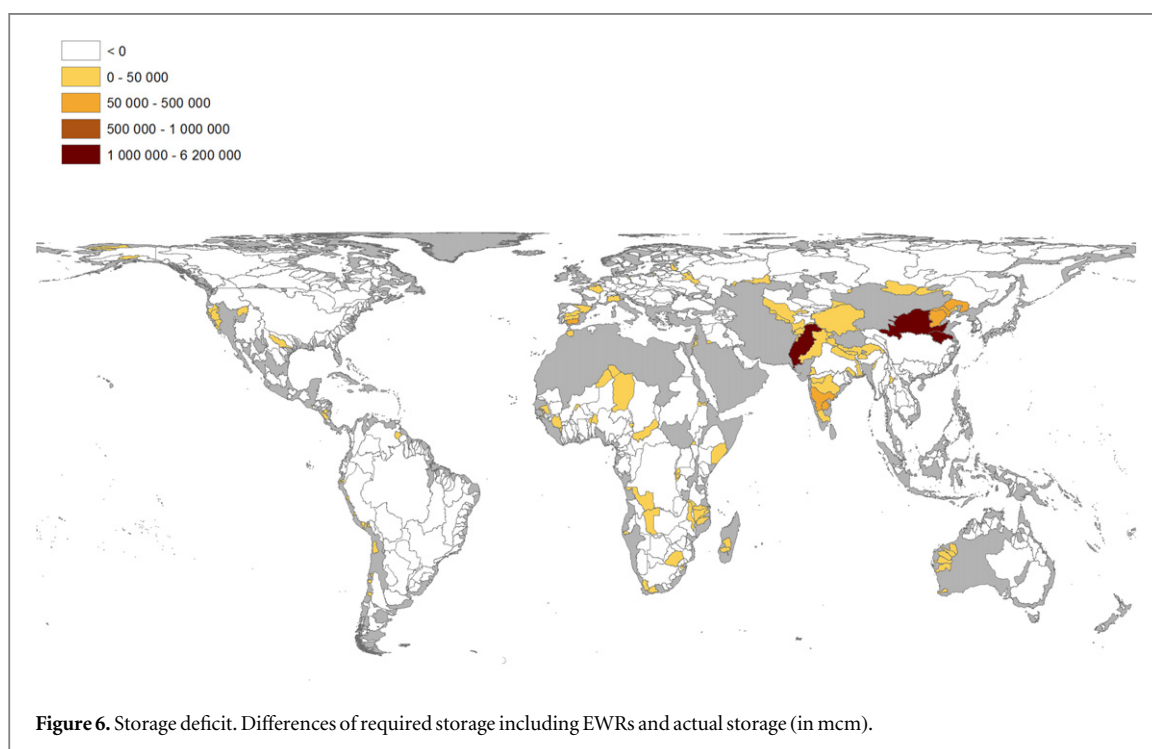 < 0
0 - 50 000
50 000 - 500 000
500 000 - 1 000 000
1 000 000 - 6 200 000
Figure 6. Storage deficit. Differences of required storage including EWRs and actual storage (in mcm).